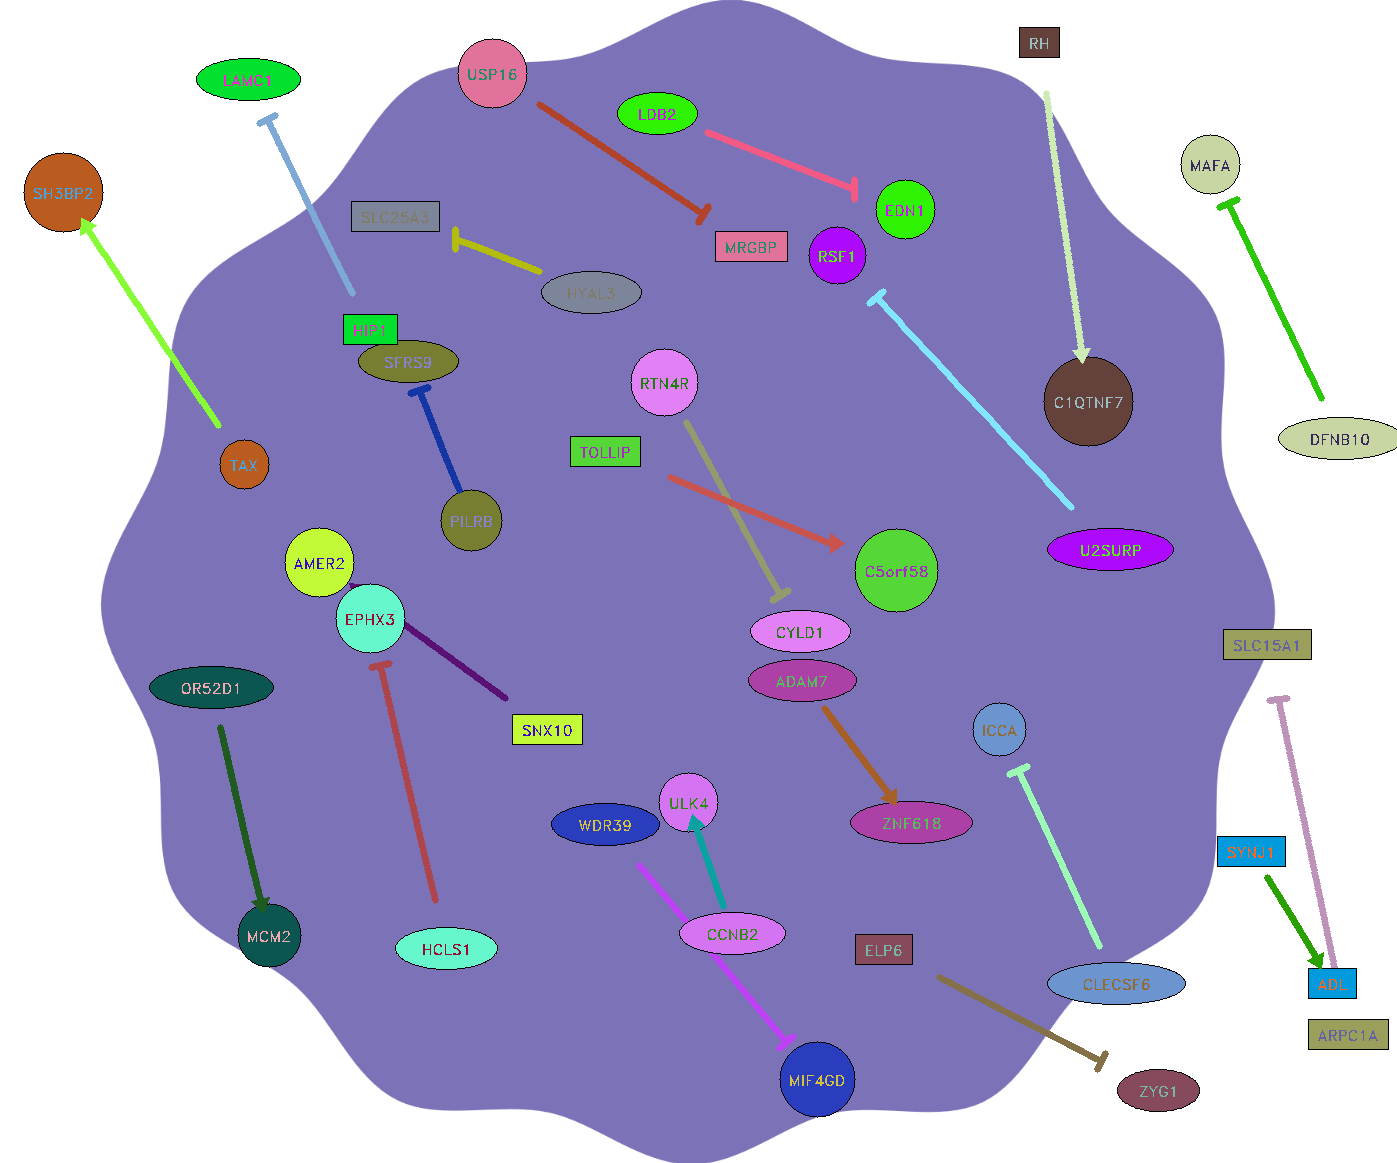 RH
USP16
LAMC1
LDB2
MAFA
SH3BP2
EDN1
SLC25A3
MRGBP
RSF1
HYAL3
HIP1
SFRS9
RTN4R
C1QTNF7
DFNB10
TOLLIP
TAX
PILRB
U2SURP
AMER2
C5orf58
EPHX3
CYLD1
SLC15A1
ADAM7
OR52D1
SNX10
ICCA
ULK4
WDR39
ZNF618
SYNJ1
CCNB2
MCM2
HCLS1
ELP6
CLECSF6
ADL
ARPC1A
MIF4GD
ZYG1